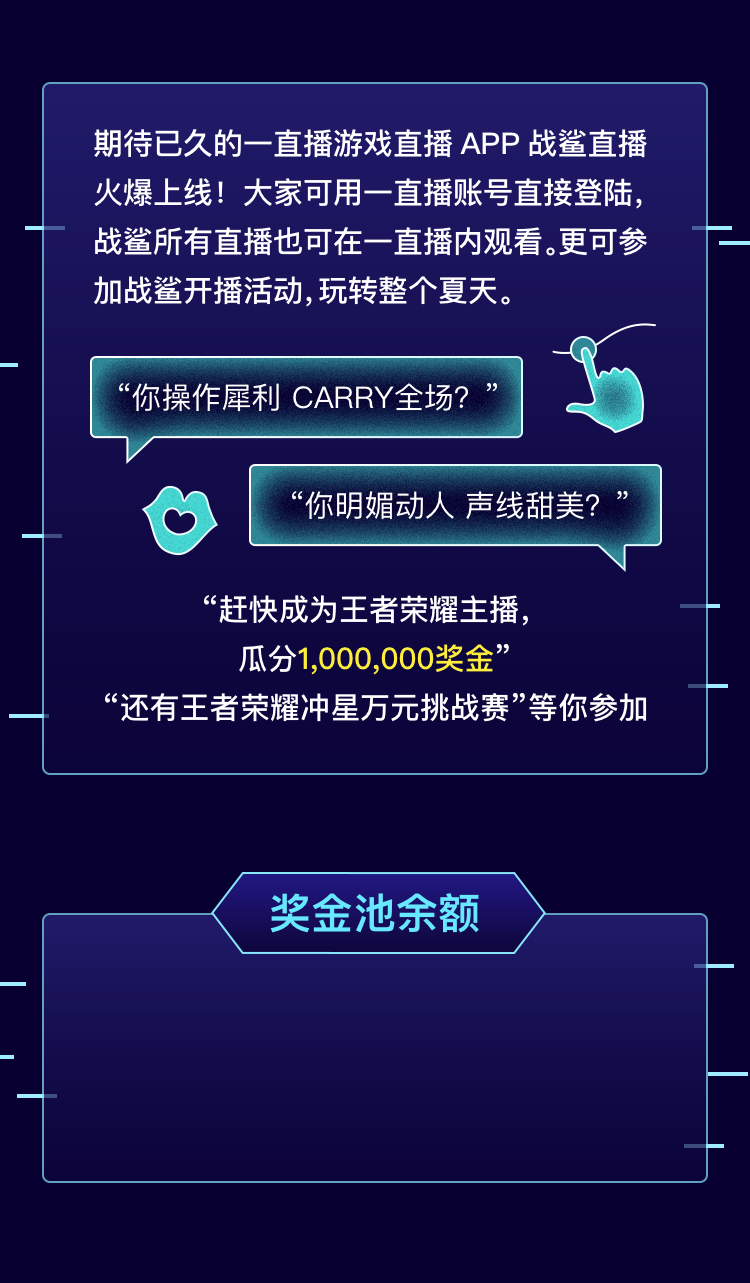 期待已久的一直播游戏直播 APP 战鲨直播
火爆上线！大家可用一直播账号直接登陆，
战鲨所有直播也可在一直播内观看。更可参
加战鲨开播活动，玩转整个夏天。
“你操作犀利 CARRY全场？”
“你明媚动人 声线甜美？”
“赶快成为王者荣耀主播，
瓜分1,000,000奖金”
“还有王者荣耀冲星万元挑战赛”等你参加
奖金池余额